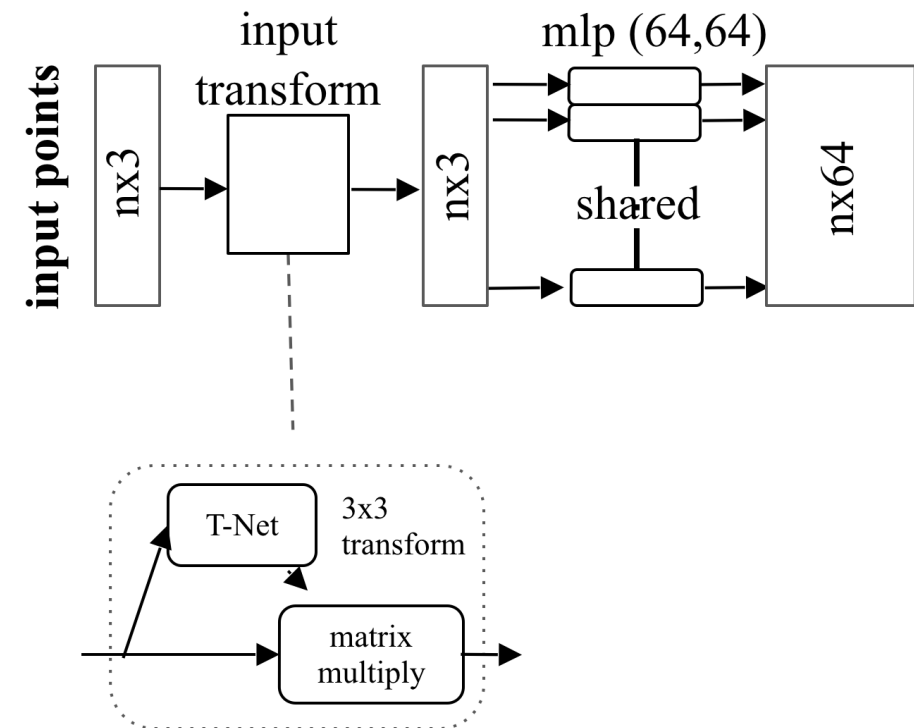 input
transform
mlp (64,64)
input points
nx3
nx3
shared
nx64
T-Net
3x3
transform
matrix
multiply